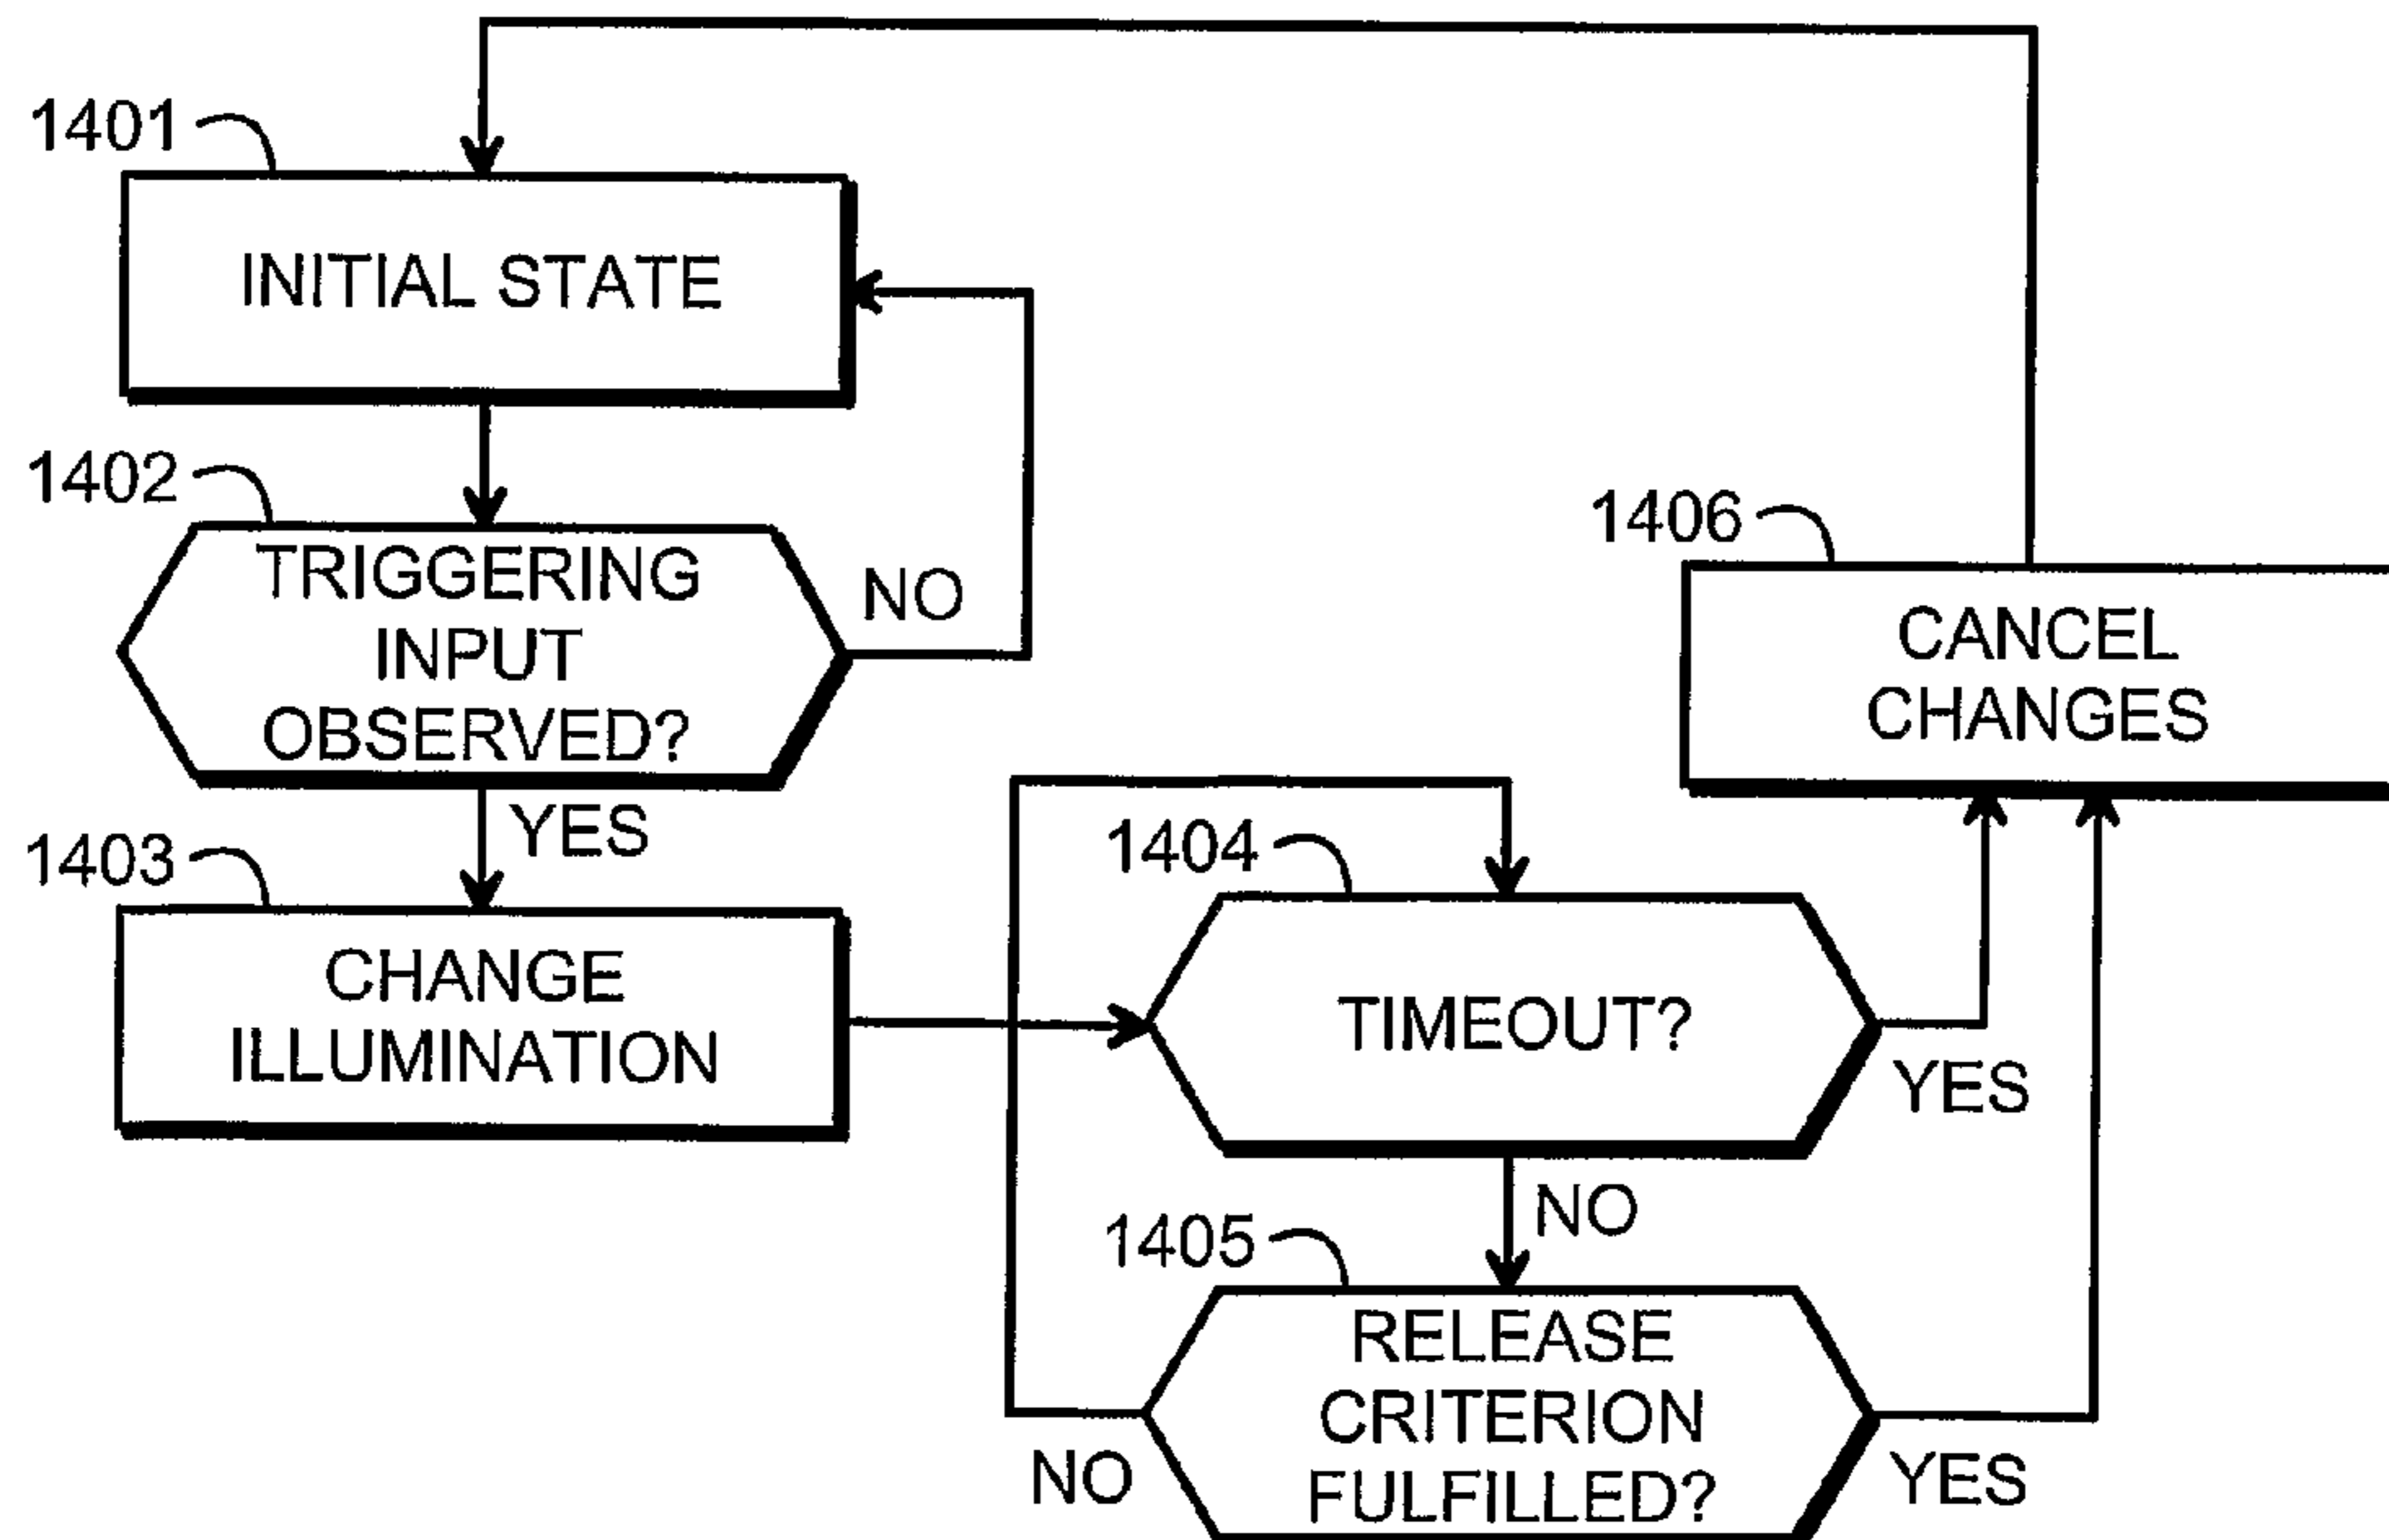 1401
INITIAL STATE
1402
TRIGGERING
INPUT
OBSERVED?
NO
YES
1403
CHANGE
ILLUMINATION
1404
TIMEOUT?
YES
NO
1405
RELEASE
CRITERION
FULFILLED?
NO
YES
1406
CANCEL
CHANGES